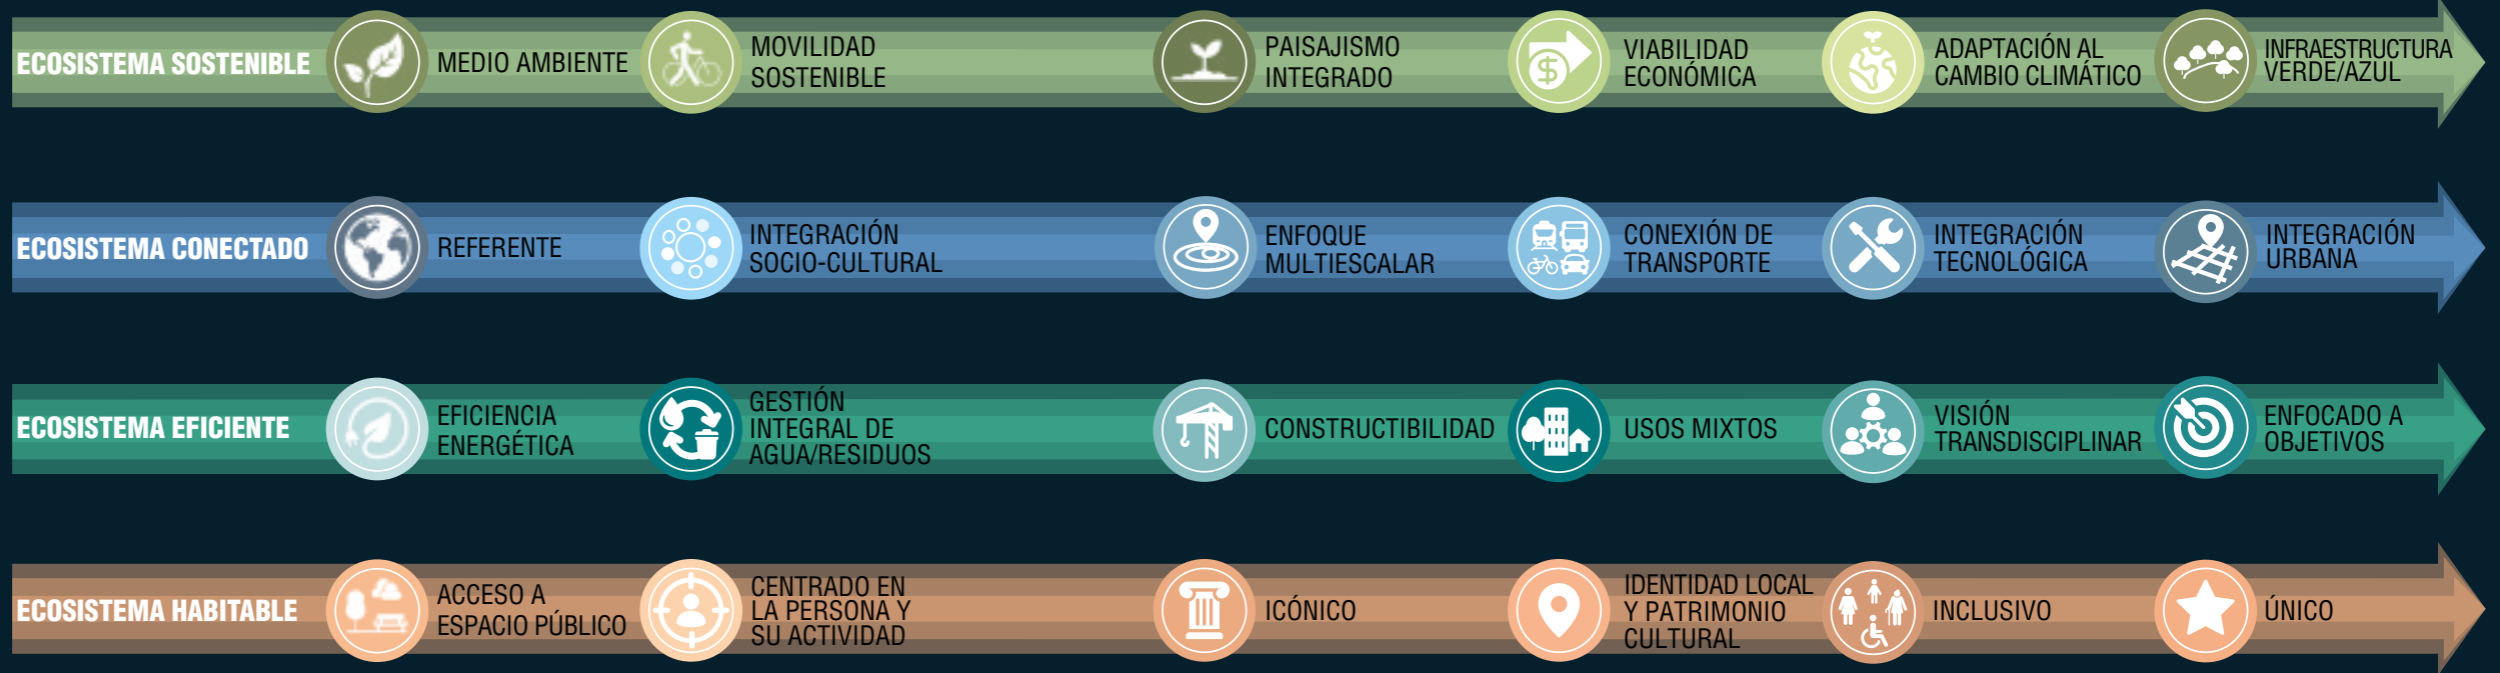 ECOSISTEMA SOSTENIBLE
MEDIO AMBIENTE
MOVILIDAD
SOSTENIBLE
PAISAJISMO
INTEGRADO
VIABILIDAD
ECONÓMICA
ADAPTACIÓN AL
CAMBIO CLIMÁTICO
INFRAESTRUCTURA
VERDE/AZUL
ECOSISTEMA CONECTADO
REFERENTE
INTEGRACIÓN
SOCIO-CULTURAL
ENFOQUE
MULTIESCALAR
CONEXIÓN DE
TRANSPORTE
INTEGRACIÓN
TECNOLÓGICA
INTEGRACIÓN
URBANA
ECOSISTEMA EFICIENTE
EFICIENCIA
ENERGÉTICA
GESTIÓN
INTEGRAL DE
AGUA/RESIDUOS
CONSTRUCTIBILIDAD
USOS MIXTOS
VISIÓN
TRANSDISCIPLINAR
ENFOCADO A
OBJETIVOS
ECOSISTEMA HABITABLE
ACCESO A
ESPACIO PÚBLICO
CENTRADO EN
LA PERSONA Y
SU ACTIVIDAD
ICÓNICO
IDENTIDAD LOCAL
Y PATRIMONIO
CULTURAL
INCLUSIVO
ÚNICO